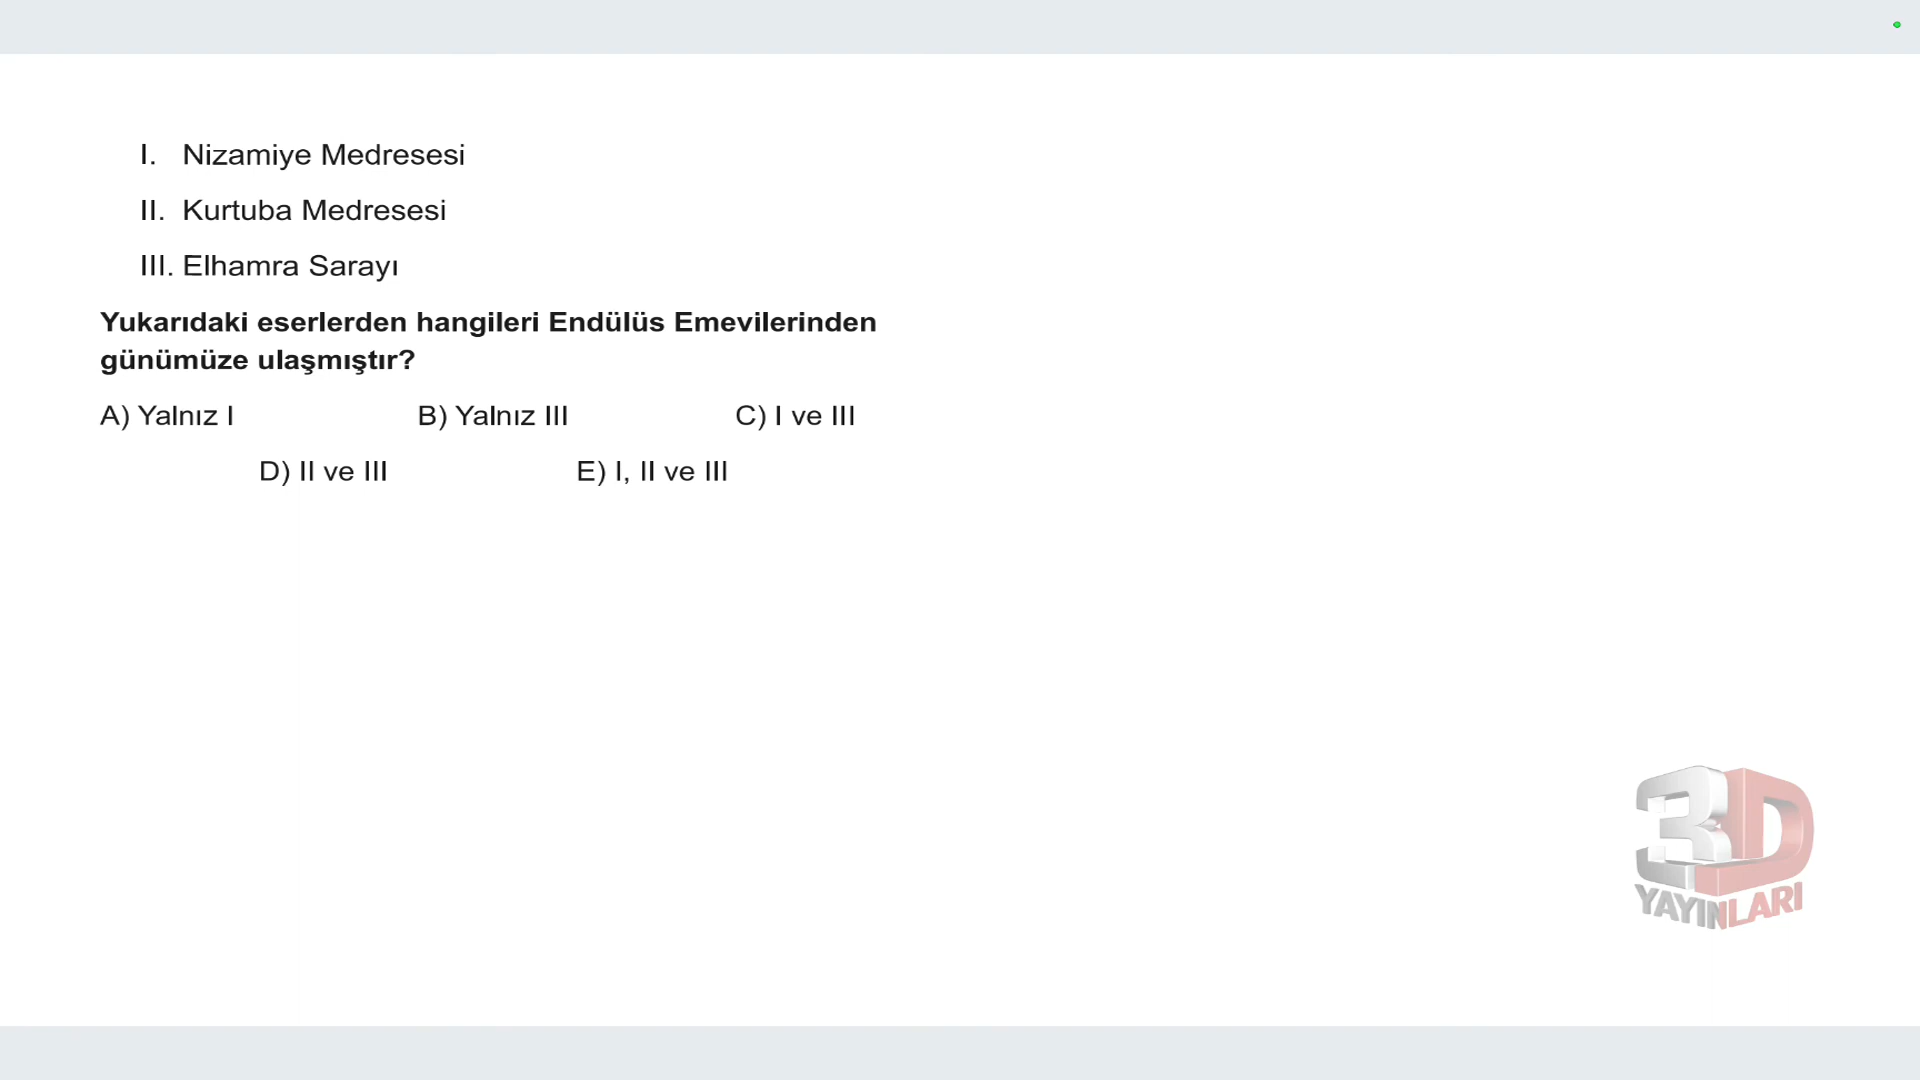 I. Nizamiye Medresesi
II. Kurtuba Medresesi
III. Elhamra Sarayı
Yukarıdaki eserlerden hangileri Endülüs Emevilerinden
günümüze ulaşmıştır?
A) Yalnız I B) Yalnız III C) I ve III
D) II ve III E) I, II ve III
3D
YAYINLARI